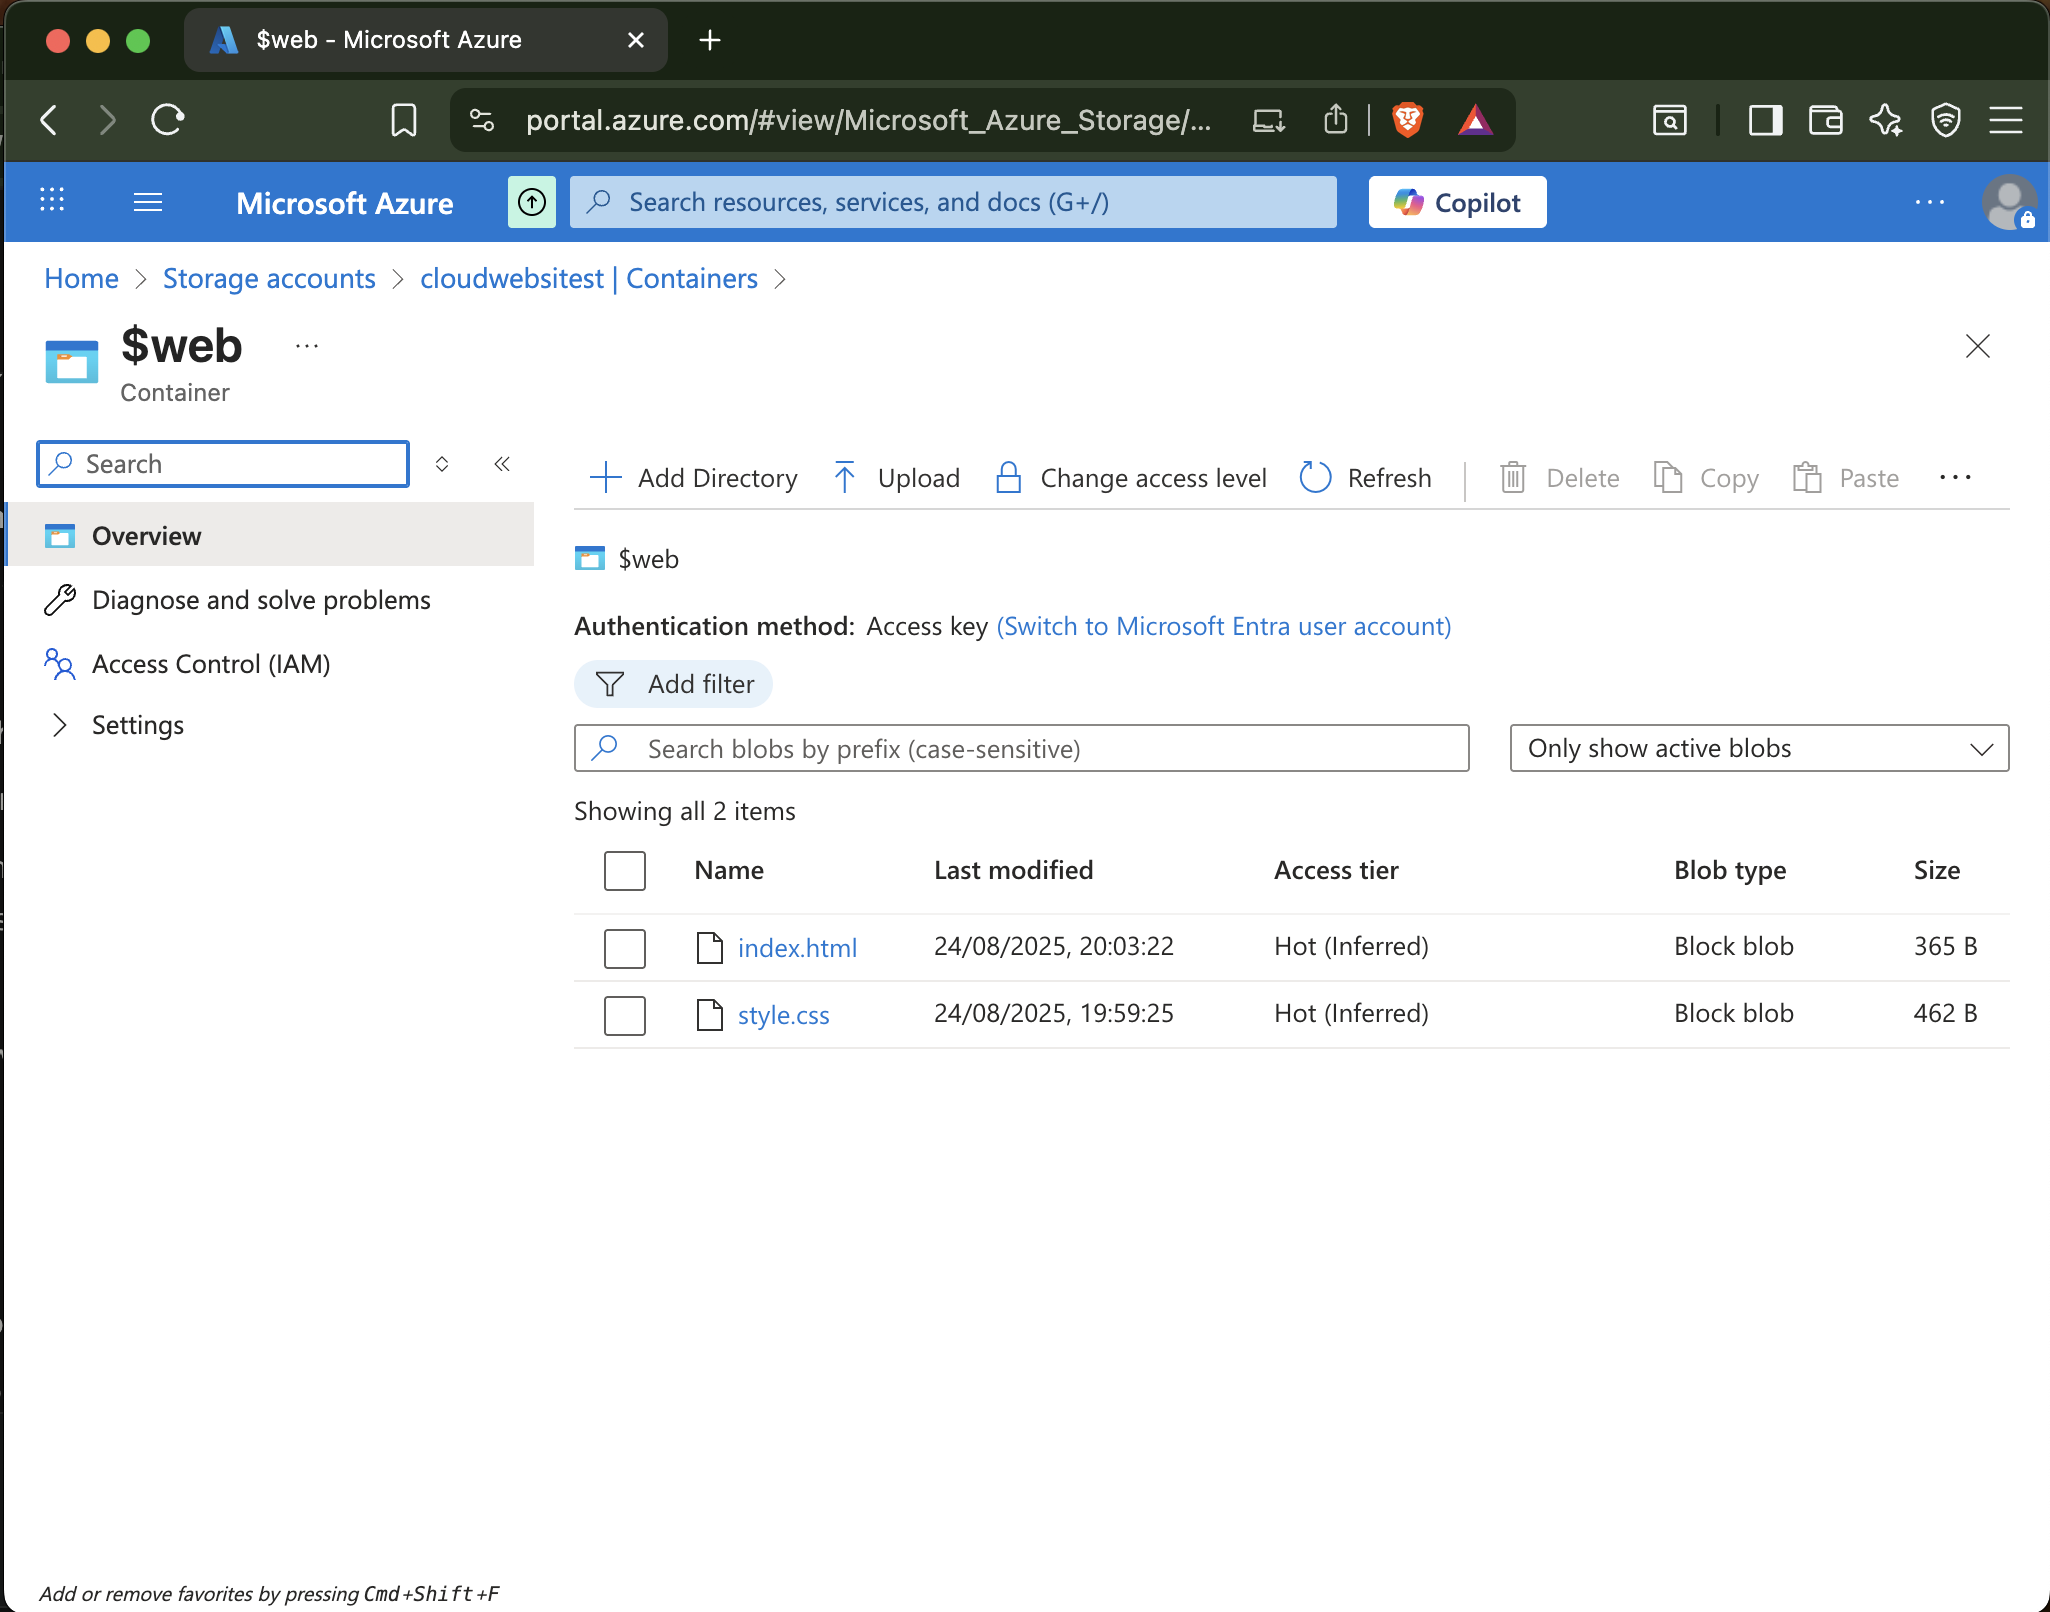 $web - Microsoft Azure
portal.azure.com/#view/Microsoft_Azure_Storage/...
Microsoft Azure
Search resources, services, and docs (G+/)
Copilot
Home > Storage accounts > cloudwebsitest | Containers >
$web
Container
Search
Overview
Diagnose and solve problems
Access Control (IAM)
Settings
Add Directory Upload Change access level Refresh Delete Copy Paste
$web
Authentication method: Access key (Switch to Microsoft Entra user account)
Add filter
Search blobs by prefix (case-sensitive) Only show active blobs
Showing all 2 items
Name Last modified Access tier Blob type Size
index.html 24/08/2025, 20:03:22 Hot (Inferred) Block blob 365 B
style.css 24/08/2025, 19:59:25 Hot (Inferred) Block blob 462 B
Add or remove favorites by pressing Cmd+Shift+F